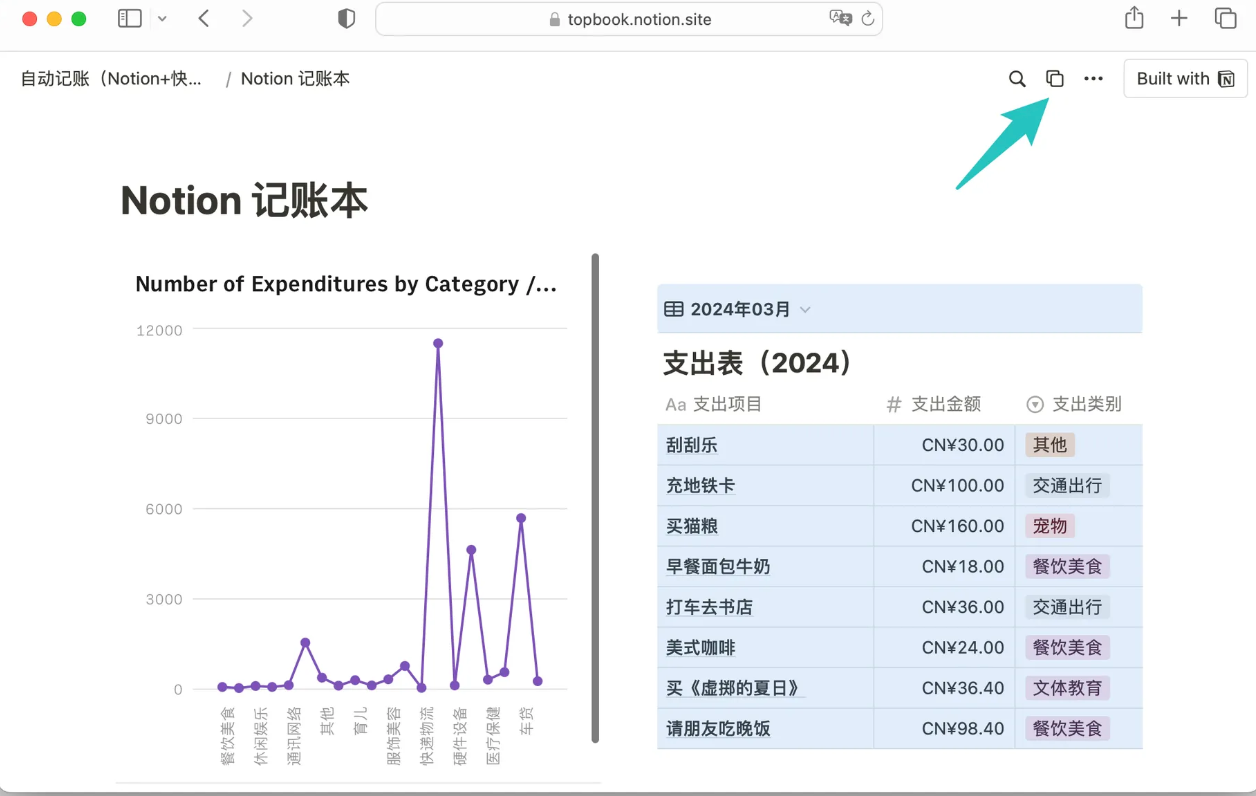 topbook.notion.site
自动记账（Notion+快... / Notion 记账本
Built with
Notion 记账本
Number of Expenditures by Category /...
12000
9000
6000
3000
0
餐饮美食
休闲娱乐
通讯网络
其他
育儿
服饰美容
快递物流
硬件设备
医疗保健
车贷
2024年03月
支出表（2024）
Aa 支出项目 # 支出金额 支出类别
刮刮乐 CN¥30.00 其他
充地铁卡 CN¥100.00 交通出行
买猫粮 CN¥160.00 宠物
早餐面包牛奶 CN¥18.00 餐饮美食
打车去书店 CN¥36.00 交通出行
美式咖啡 CN¥24.00 餐饮美食
买《虚掷的夏日》 CN¥36.40 文体教育
请朋友吃晚饭 CN¥98.40 餐饮美食